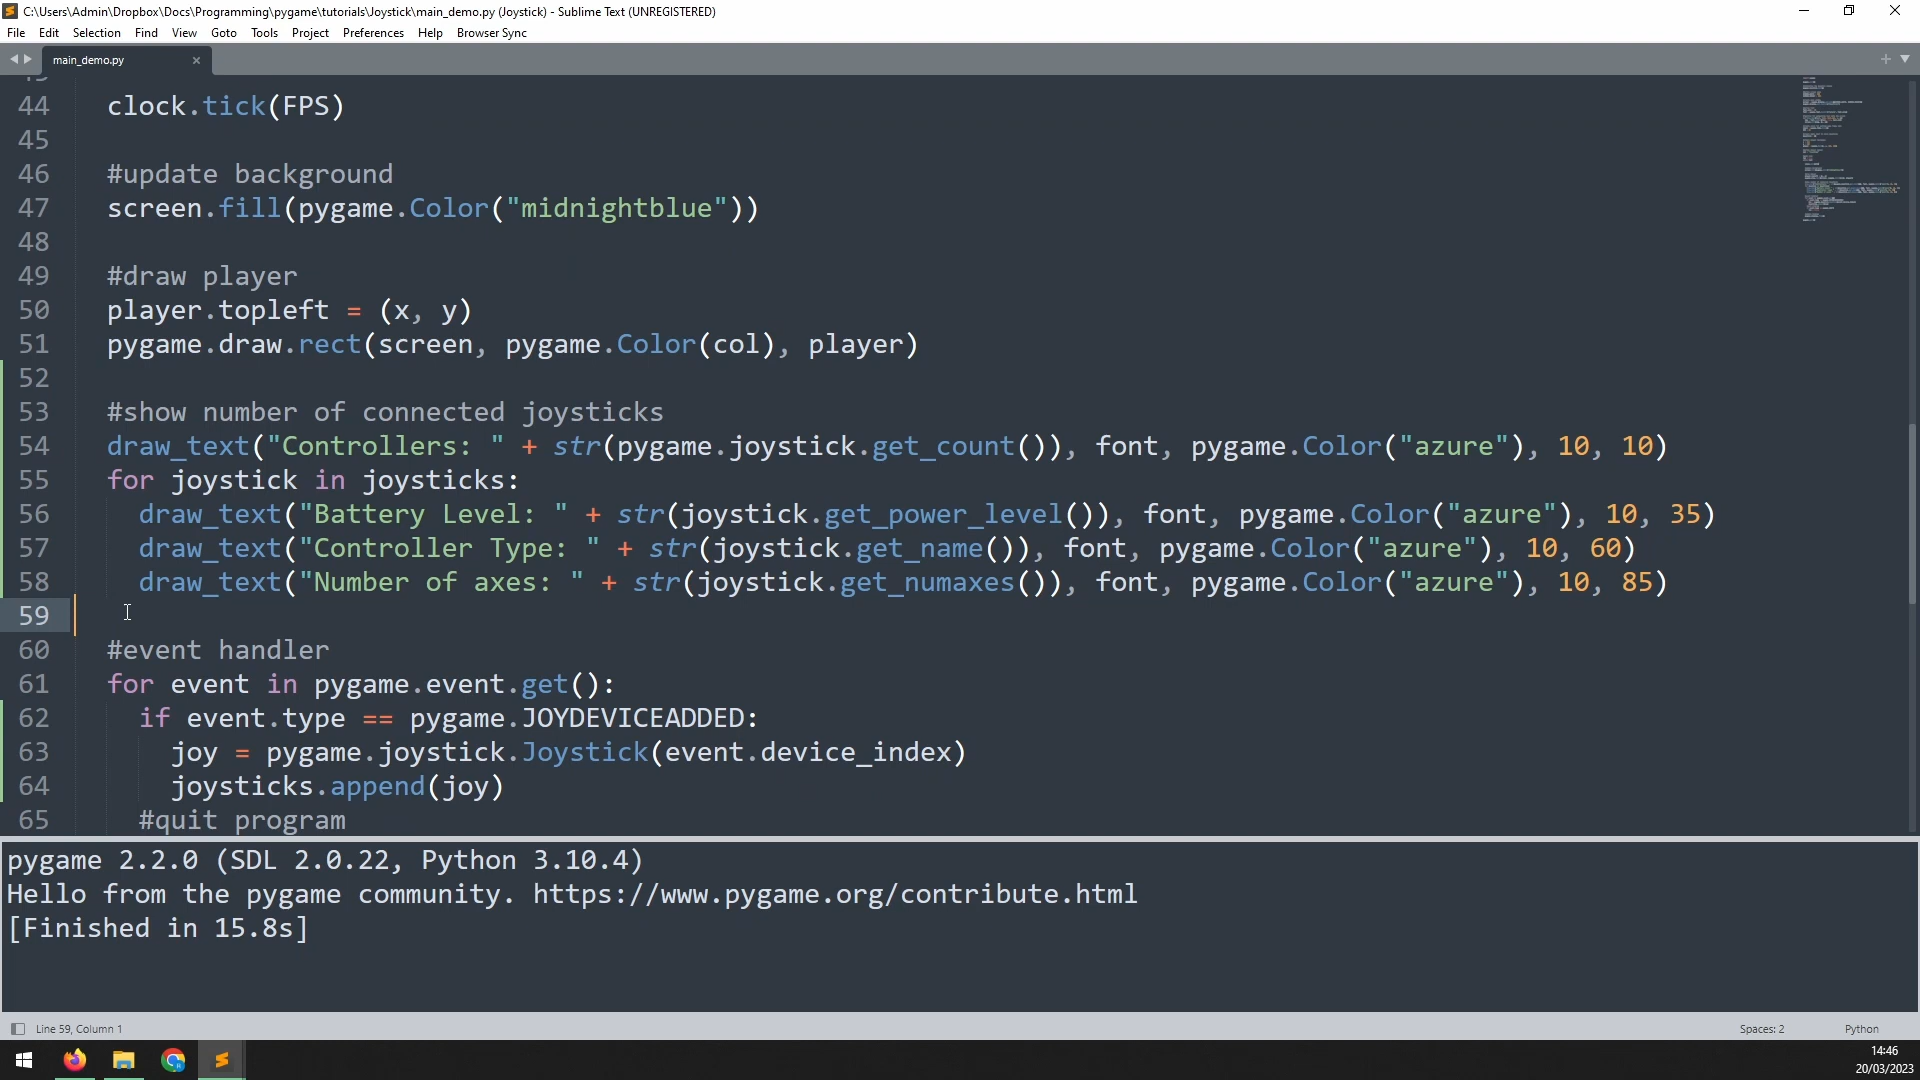 C:\Users\Admin\Dropbox\Docs\Programming\pygame\tutorials\Joystick\main_demo.py (Joystick) - Sublime Text (UNREGISTERED)
File Edit Selection Find View Goto Tools Project Preferences Help Browser Sync
main_demo.py
44 clock.tick(FPS)
45
46 #update background
47 screen.fill(pygame.Color("midnightblue"))
48
49 #draw player
50 player.topleft = (x, y)
51 pygame.draw.rect(screen, pygame.Color(col), player)
52
53 #show number of connected joysticks
54 draw_text("Controllers: " + str(pygame.joystick.get_count()), font, pygame.Color("azure"), 10, 10)
55 for joystick in joysticks:
56 draw_text("Battery Level: " + str(joystick.get_power_level()), font, pygame.Color("azure"), 10, 35)
57 draw_text("Controller Type: " + str(joystick.get_name()), font, pygame.Color("azure"), 10, 60)
58 draw_text("Number of axes: " + str(joystick.get_numaxes()), font, pygame.Color("azure"), 10, 85)
59
60 #event handler
61 for event in pygame.event.get():
62 if event.type == pygame.JOYDEVICEADDED:
63 joy = pygame.joystick.Joystick(event.device_index)
64 joysticks.append(joy)
65 #quit program
pygame 2.2.0 (SDL 2.0.22, Python 3.10.4)
Hello from the pygame community. https://www.pygame.org/contribute.html
[Finished in 15.8s]
Line 59, Column 1
Spaces: 2
Python
14:46
20/03/2023